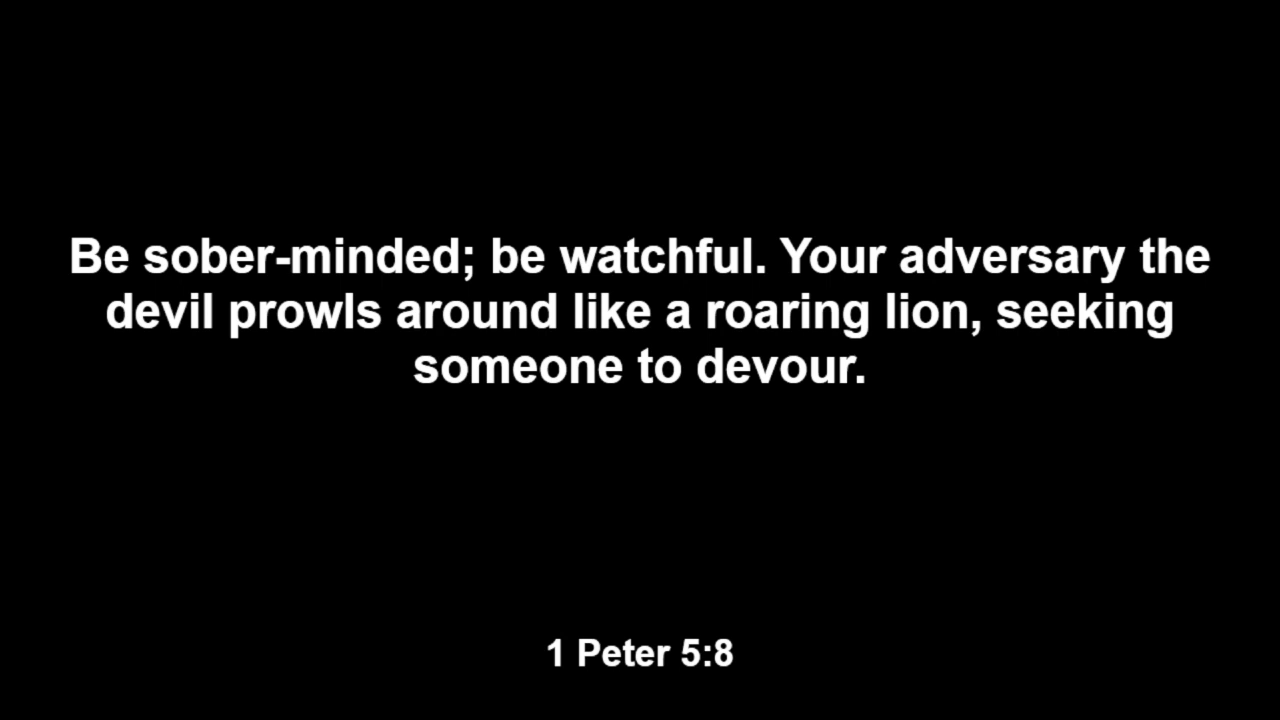 Be sober-minded; be watchful. Your adversary the
devil prowls around like a roaring lion, seeking
someone to devour.
1 Peter 5:8